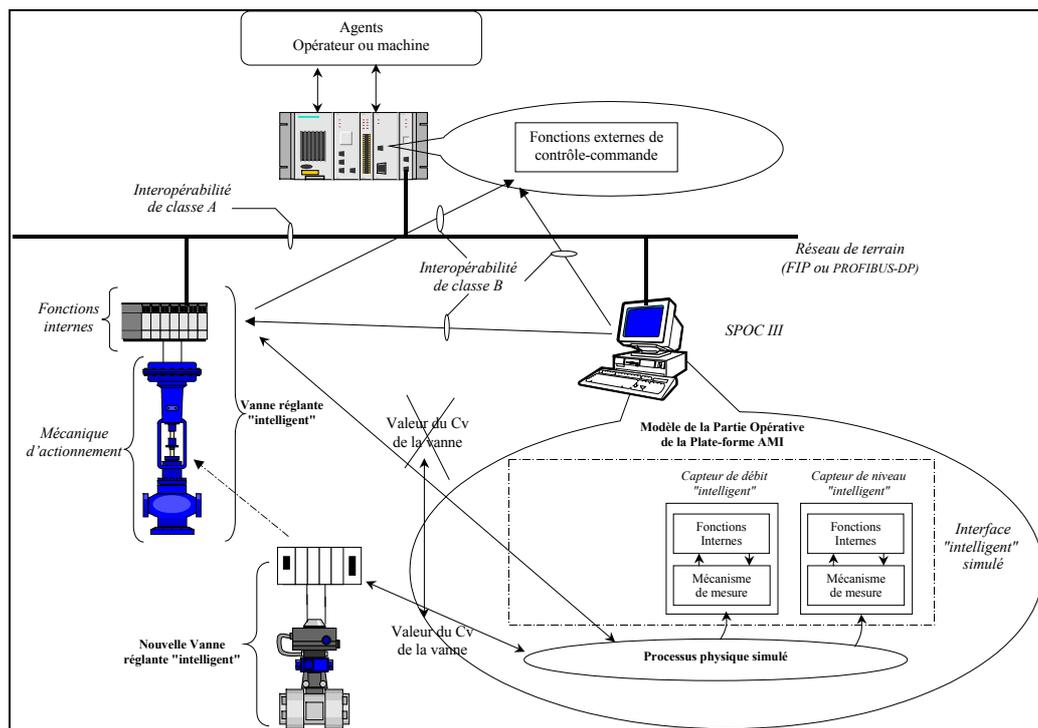 Agents
Opérateur ou machine
Fonctions externes de
contrôle-commande
Interopérabilité
de classe A
Interopérabilité
de classe B
Réseau de terrain
(FIP ou PROFIBUS-DP)
Fonctions
internes
SPOC III
Vanne réglante
"intelligent"
Mécanique
d'actionnement
Valeur du Cv
de la vanne
Modèle de la Partie Opérative
de la Plate-forme AMI
Capteur de débit
"intelligent"
Capteur de niveau
"intelligent"
Fonctions
Internes
Fonctions
Internes
Mécanisme
de mesure
Mécanisme
de mesure
Interface
"intelligent"
simulé
Nouvelle Vanne
réglante "intelligent"
Valeur du Cv
de la vanne
Processus physique simulé